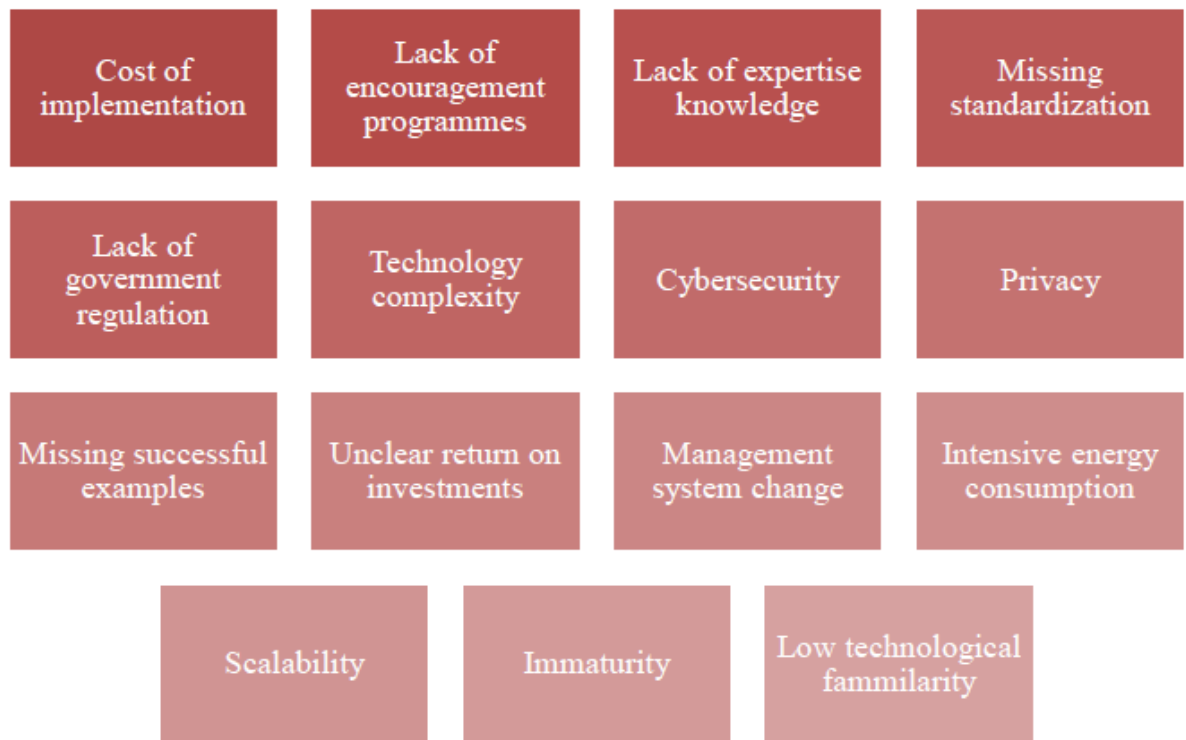 Cost of
implementation
Lack of
encouragement
programmes
Lack of expertise
knowledge
Missing
standardization
Lack of
government
regulation
Technology
complexity
Cybersecurity
Privacy
Missing successful
examples
Unclear return on
investments
Management
system change
Intensive energy
consumption
Scalability
Immaturity
Low technological
fammilarity